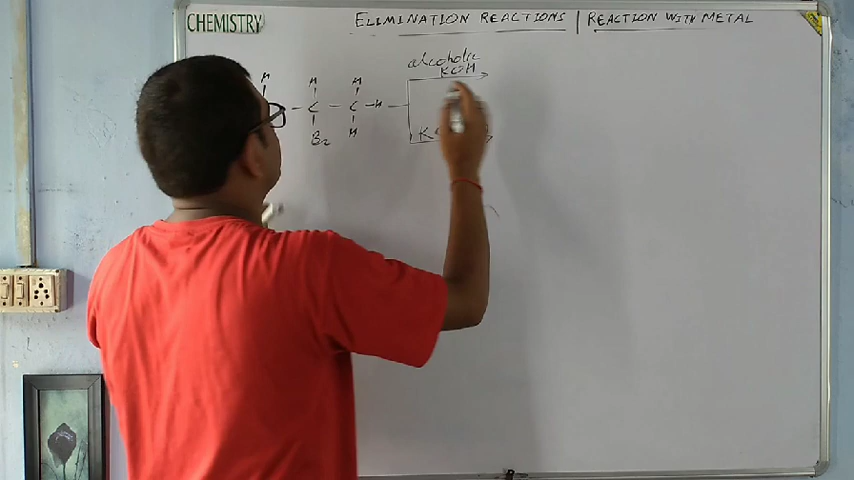 CHEMISTRY
ELIMINATION REACTIONS | REACTION WITH METAL
alcoholic
KOH
H H H
- C - C - H -
Br H
K